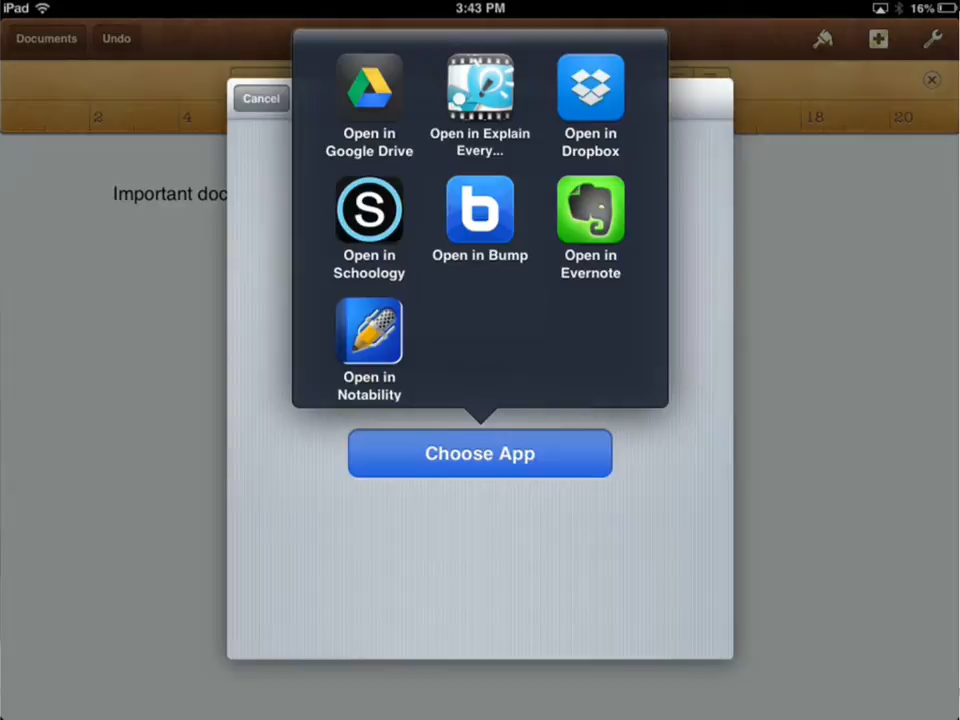 iPad
3:43 PM
16%
Documents
Undo
Cancel
2
4
18
20
Important doc
Open in
Google Drive
Open in Explain
Every...
Open in
Dropbox
S
Open in
Schoology
b
Open in Bump
Open in
Evernote
Open in
Notability
Choose App